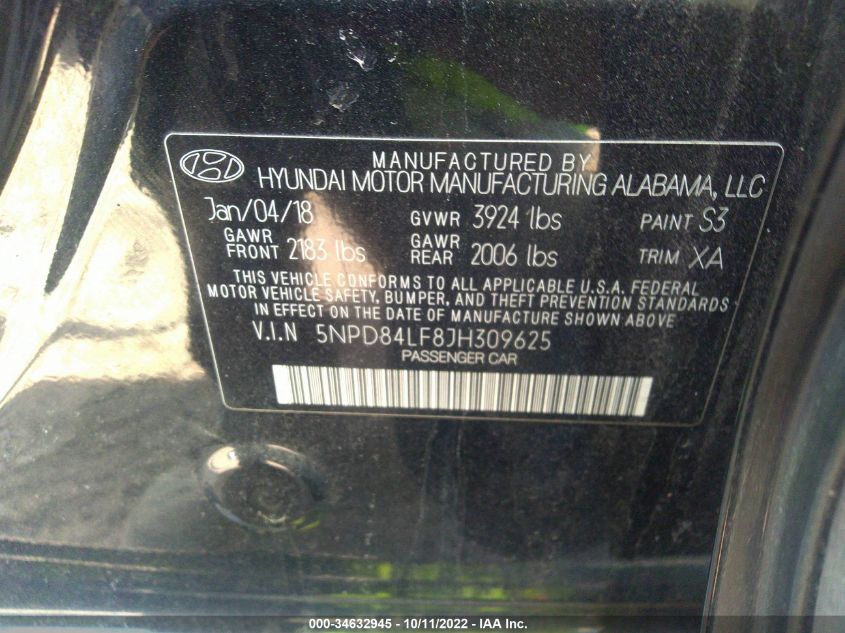 MANUFACTURED BY
HYUNDAI MOTOR MANUFACTURING ALABAMA, LLC
Jan/04/18 GVWR 3924 lbs PAINT S3
GAWR FRONT 2183 lbs GAWR REAR 2006 lbs TRIM XA
THIS VEHICLE CONFORMS TO ALL APPLICABLE U.S.A. FEDERAL
MOTOR VEHICLE SAFETY, BUMPER, AND THEFT PREVENTION STANDARDS
IN EFFECT ON THE DATE OF MANUFACTURE SHOWN ABOVE
V.I.N 5NPD84LF8JH309625
PASSENGER CAR
000-34632945 - 10/11/2022 - IAA Inc.